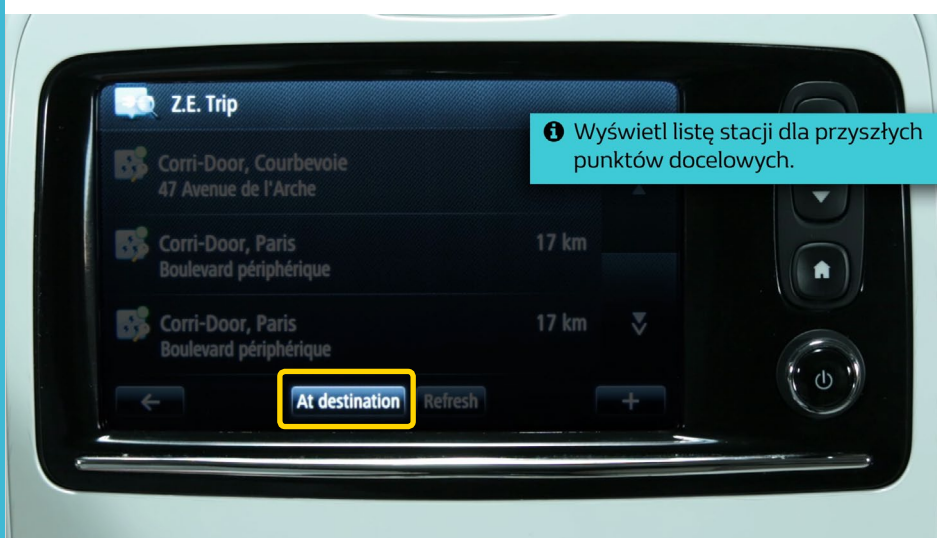 Z.E. Trip
Wyświetl listę stacji dla przyszłych
punktów docelowych.
Corri-Door, Courbevoie
47 Avenue de l'Arche
Corri-Door, Paris 17 km
Boulevard périphérique
Corri-Door, Paris 17 km
Boulevard périphérique
At destination Refresh